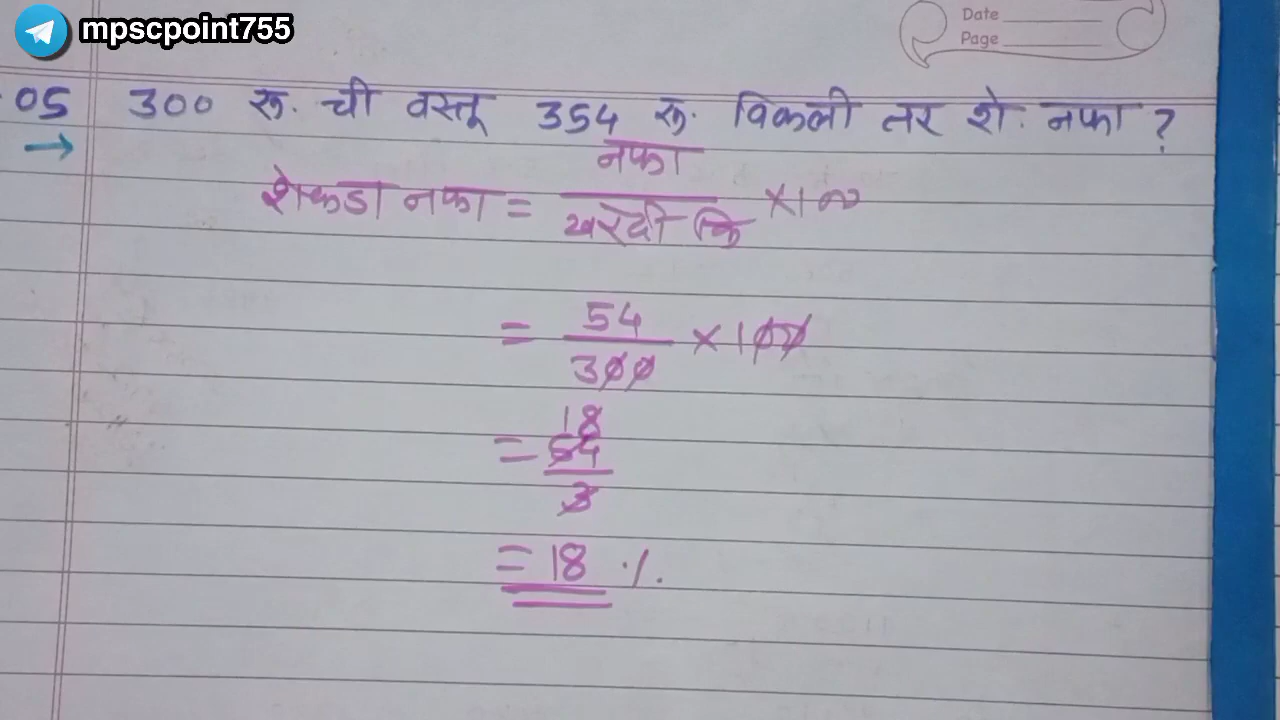 mpscpoint755
Date
Page
05 300 रू. ची वस्तू 354 रू. विकली तर शे. नफा ?
→
शेकडा नफा = नफा / खरेदी कि × 100
= 54 / 300 × 100
18
= 54 / 3
= 18 %